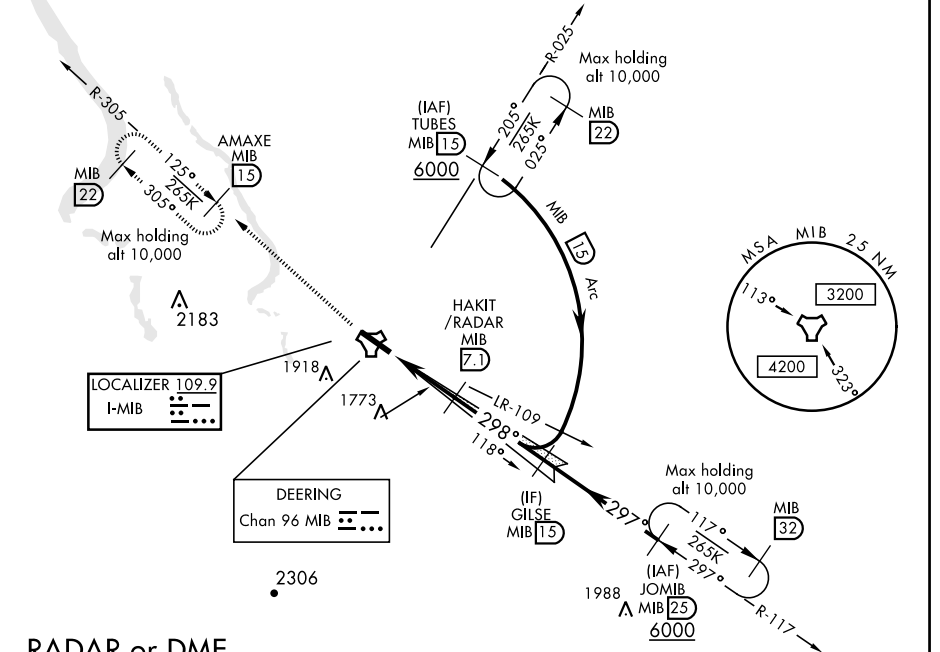 R-025
Max holding
alt 10,000
205°
265K
025°
MIB
22
(IAF)
TUBES
MIB 15
6000
R-305
AMAXE
MIB
15
125°
265K
305°
MIB
22
Max holding
alt 10,000
MIB
15
Arc
MSA MIB 25 NM
113°
3200
4200
323°
2183
HAKIT
/RADAR
MIB
7.1
1918
1773
LOCALIZER 109.9
I-MIB
LR-109
298°
118°
DEERING
Chan 96 MIB
(IF)
GILSE
MIB 15
297°
Max holding
alt 10,000
117°
265K
297°
MIB
32
(IAF)
JOMIB
MIB 25
6000
R-117
2306
1988
RADAR or DME